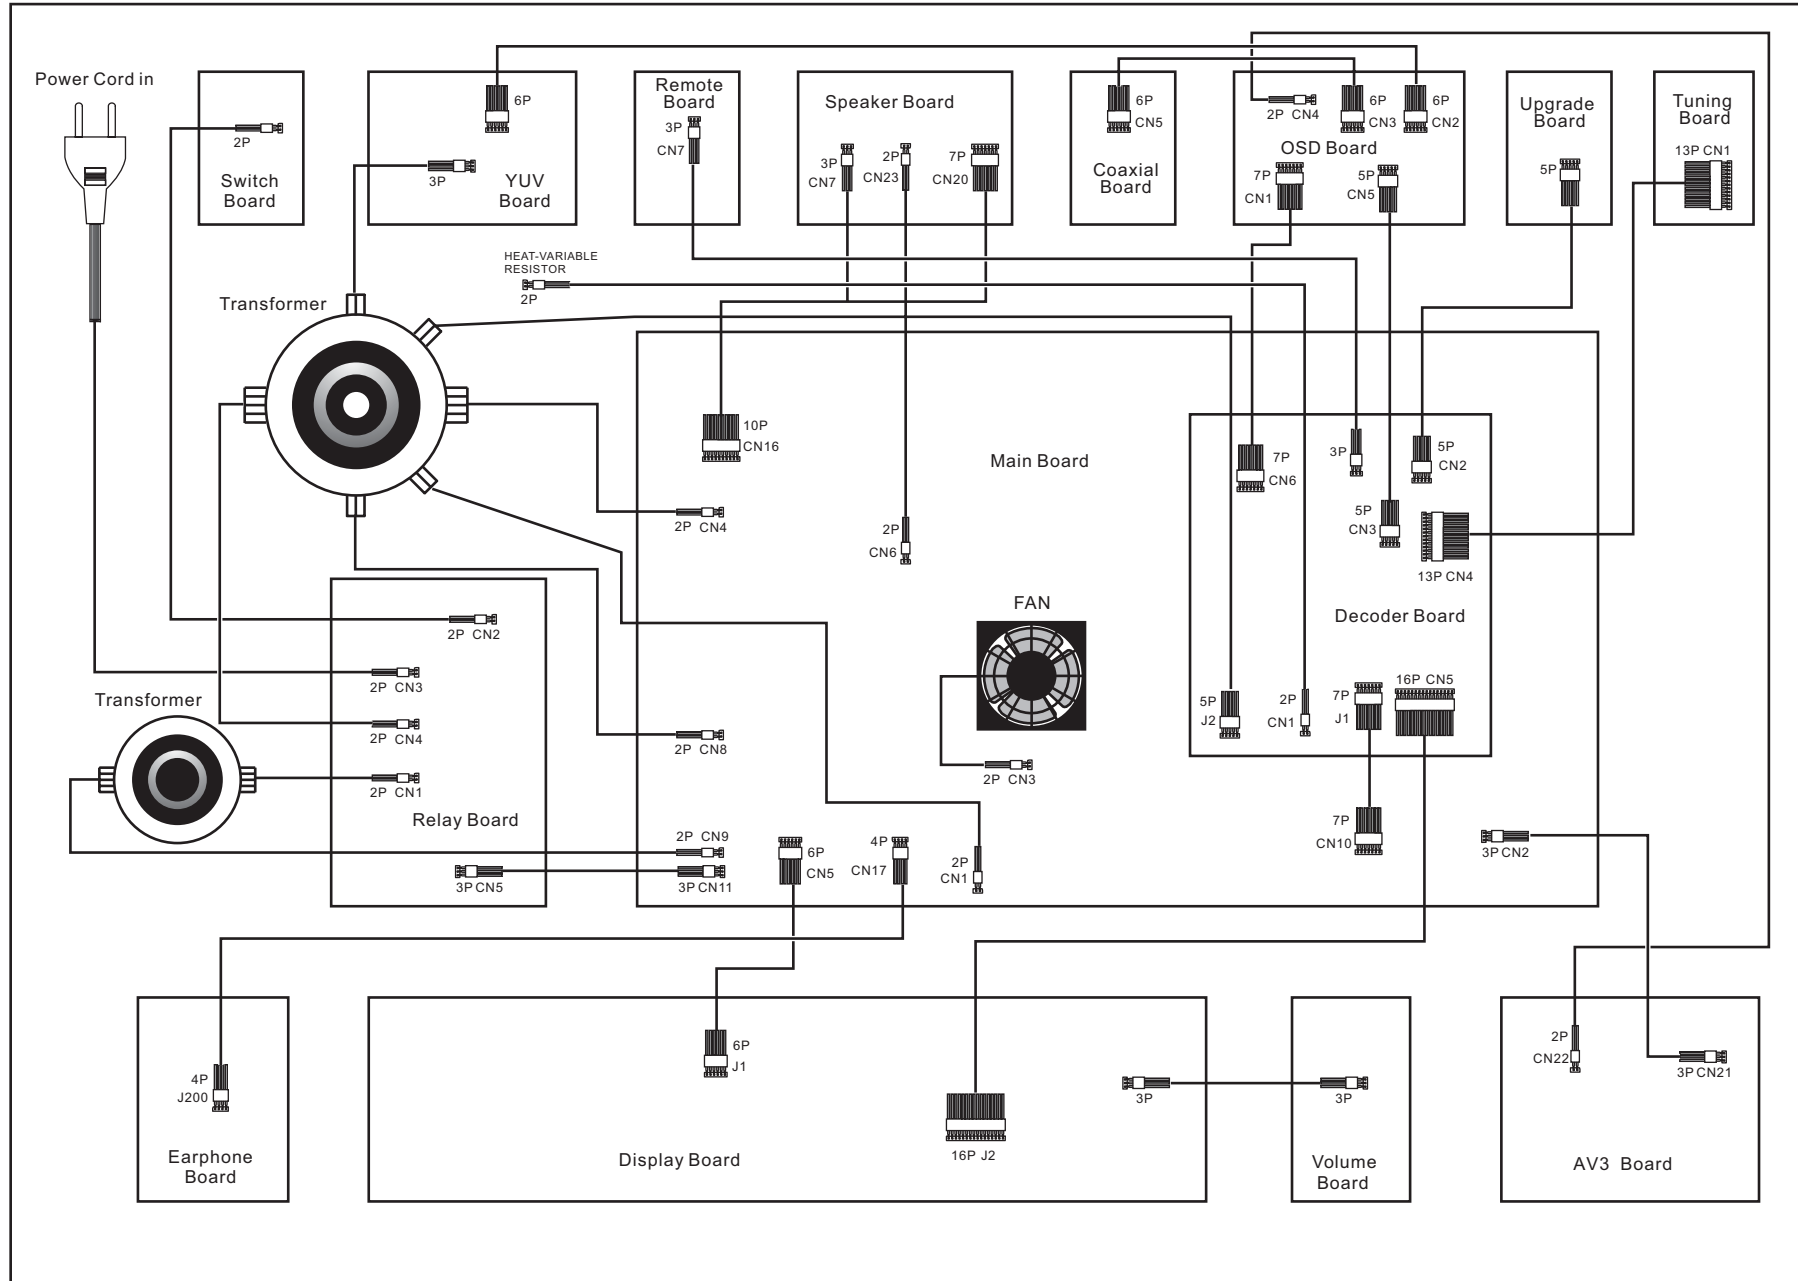 Power Cord in
2P
Switch
Board
6P
3P
YUV
Board
Remote
Board
3P
CN7
Speaker Board
3P
CN7
2P
CN23
7P
CN20
6P
CN5
Coaxial
Board
2P CN4
6P
CN3
6P
CN2
OSD Board
7P
CN1
5P
CN5
Upgrade
Board
5P
Tuning
Board
13P CN1
HEAT-VARIABLE
RESISTOR
2P
Transformer
10P
CN16
Main Board
2P CN4
2P
CN6
7P
CN6
3P
5P
CN2
5P
CN3
13P CN4
Decoder Board
FAN
2P CN2
2P CN3
Transformer
2P CN4
2P CN1
Relay Board
3P CN5
2P CN8
2P CN3
5P
J2
2P
CN1
7P
J1
16P CN5
2P CN9
3P CN11
6P
CN5
4P
CN17
2P
CN1
7P
CN10
3P CN2
4P
J200
Earphone
Board
6P
J1
16P J2
3P
Display Board
3P
Volume
Board
2P
CN22
3P CN21
AV3 Board